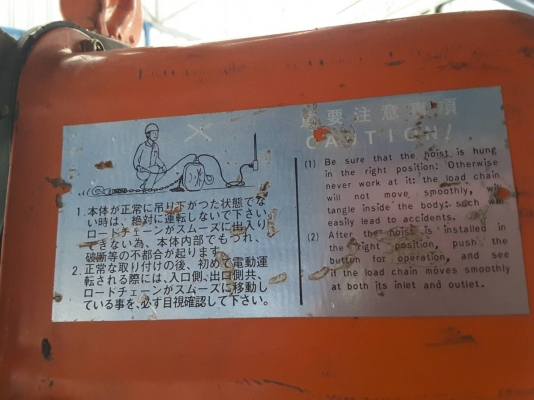 重要注意事項
CAUTION!
1. 本体が正常に吊り下がつた状態でな
い時は、絶対に運転しないで下さい。
ロードチェーンがスムーズに出入り
できない為、本体内部でもつれ、
破断等の不都合が起ります。
2. 正常な取り付けの後、初めて電動運
転される際には、入口側、出口側共、
ロードチェーンがスムーズに移動し
ている事を、必ず目視確認して下さい。
(1) Be sure that the hoist is hung
in the right position: Otherwise
never work at it: the load chain
will not move smoothly, will
tangle inside the body: such will
easily lead to accidents.
(2) After the hoist is installed in
the right position, push the
button for operation, and see
if the load chain moves smoothly
at both its inlet and outlet.